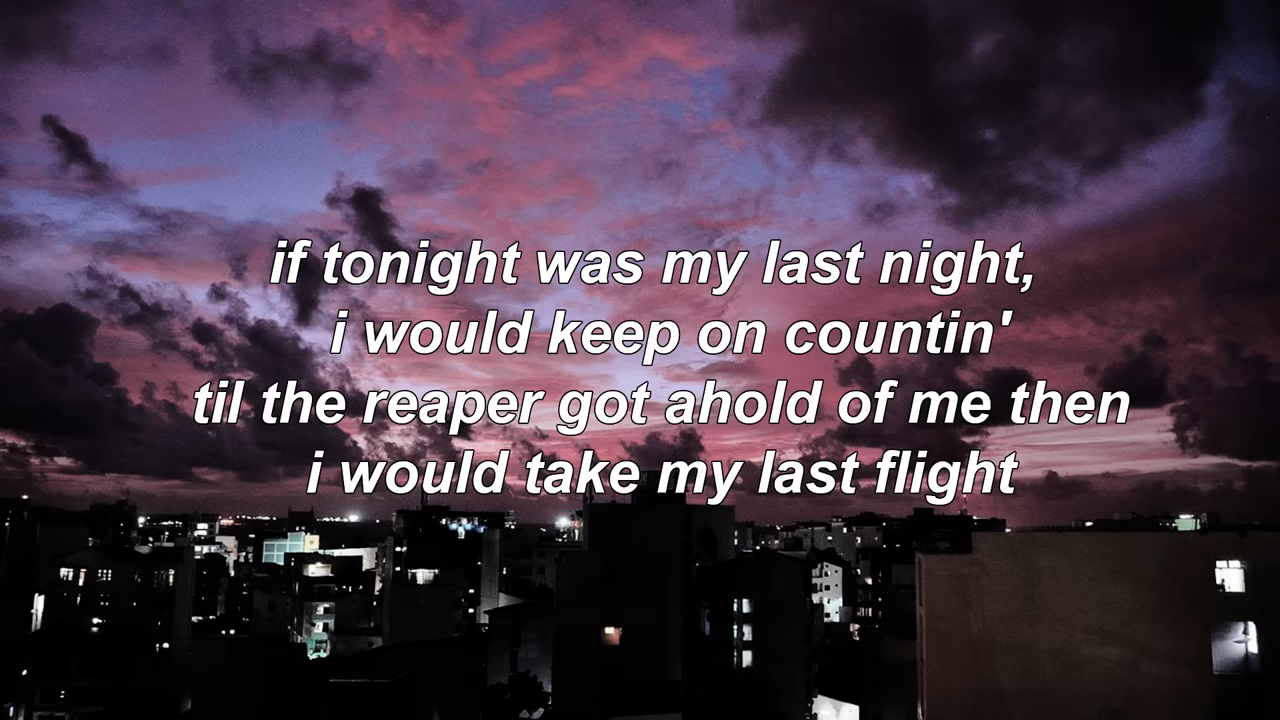 if tonight was my last night,
i would keep on countin'
til the reaper got ahold of me then
i would take my last flight